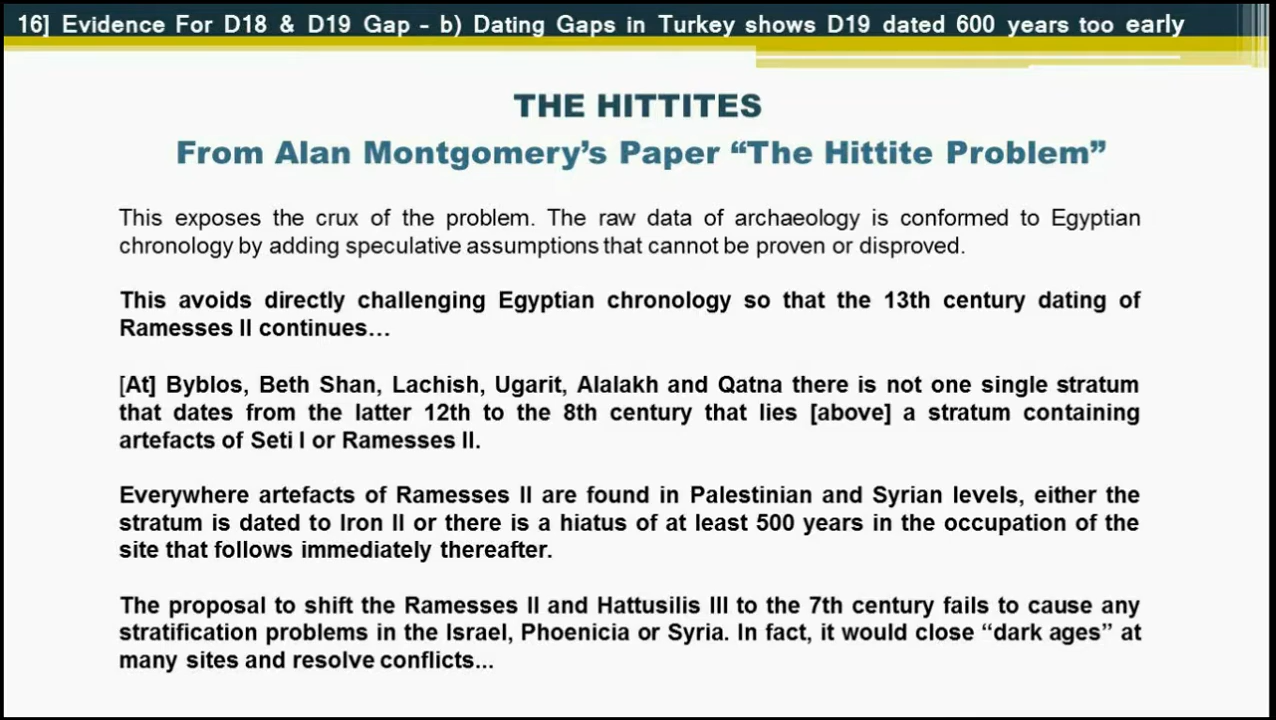 16] Evidence For D18 & D19 Gap – b) Dating Gaps in Turkey shows D19 dated 600 years too early
THE HITTITES
From Alan Montgomery’s Paper “The Hittite Problem”
This exposes the crux of the problem. The raw data of archaeology is conformed to Egyptian
chronology by adding speculative assumptions that cannot be proven or disproved.
This avoids directly challenging Egyptian chronology so that the 13th century dating of
Ramesses II continues…
[At] Byblos, Beth Shan, Lachish, Ugarit, Alalakh and Qatna there is not one single stratum
that dates from the latter 12th to the 8th century that lies [above] a stratum containing
artefacts of Seti I or Ramesses II.
Everywhere artefacts of Ramesses II are found in Palestinian and Syrian levels, either the
stratum is dated to Iron II or there is a hiatus of at least 500 years in the occupation of the
site that follows immediately thereafter.
The proposal to shift the Ramesses II and Hattusilis III to the 7th century fails to cause any
stratification problems in the Israel, Phoenicia or Syria. In fact, it would close “dark ages” at
many sites and resolve conflicts...